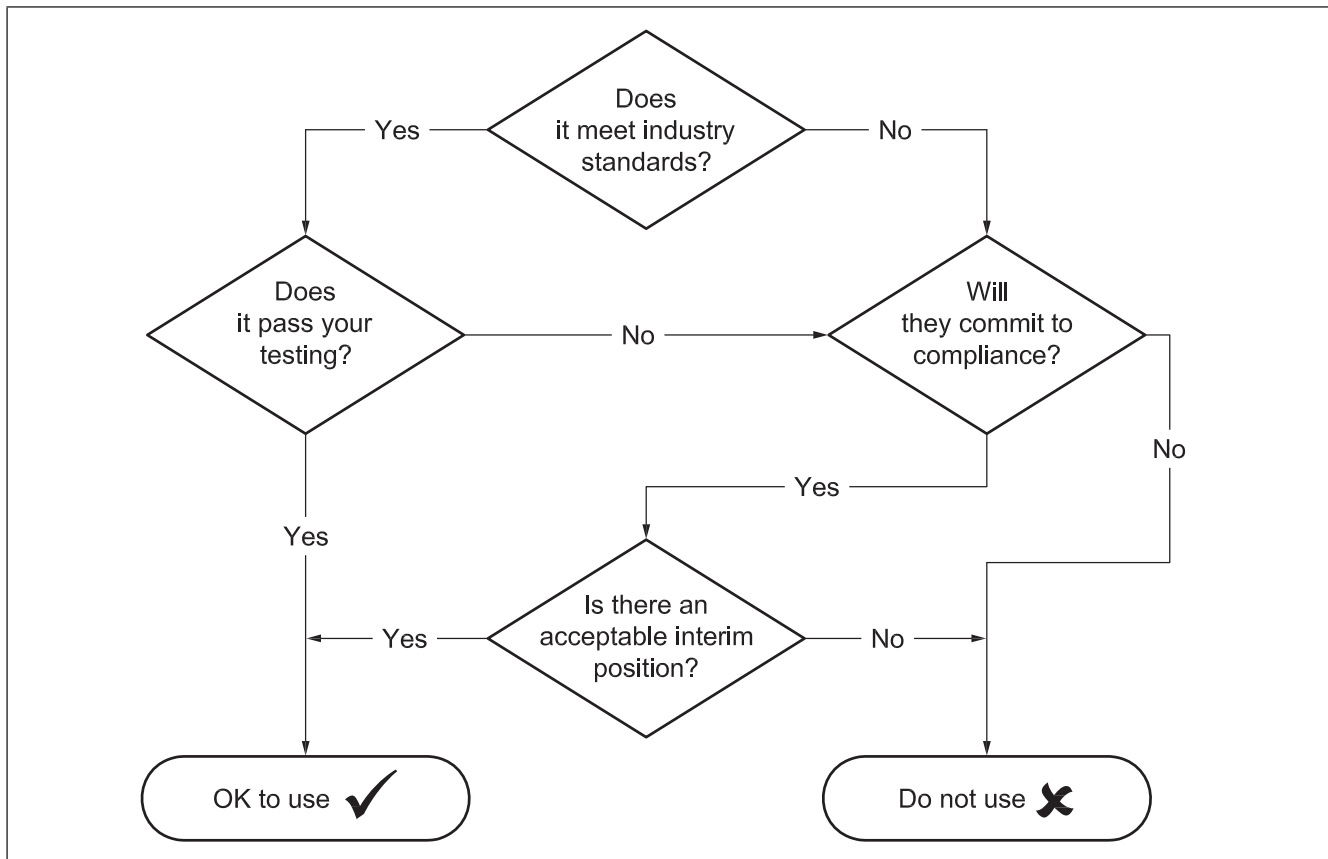 Does
it meet industry
standards?
Yes
No
Does
it pass your
testing?
No
Will
they commit to
compliance?
No
Yes
Yes
Is there an
acceptable interim
position?
Yes
No
OK to use
Do not use